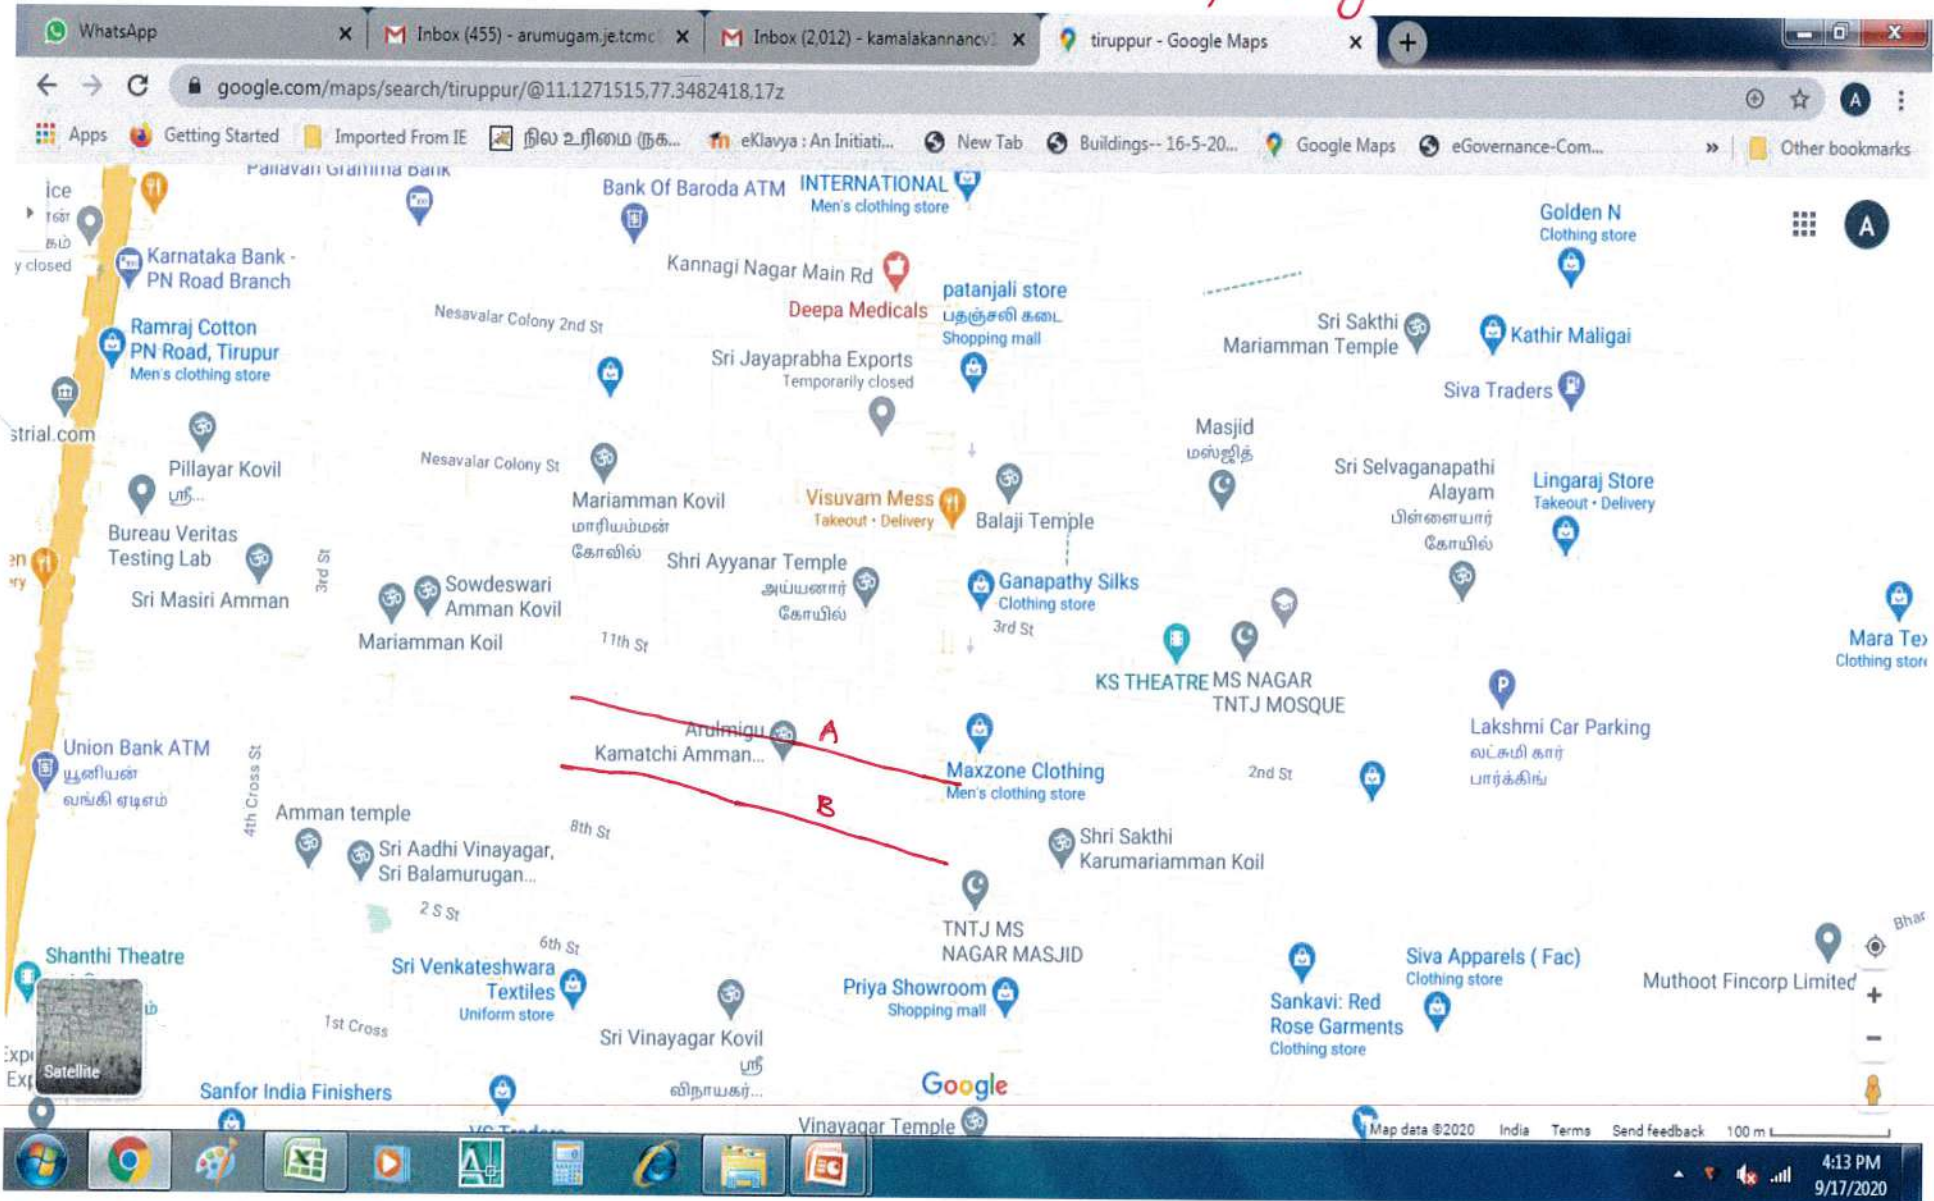 WhatsApp
Inbox (455) - arumugam.je.tcmc
Inbox (2,012) - kamalakannancv1
tiruppur - Google Maps
google.com/maps/search/tiruppur/@11.1271515,77.3482418,17z
A
Apps
Getting Started
Imported From IE
நில உரிமை (நக...
eKlavya : An Initiati...
New Tab
Buildings-- 16-5-20...
Google Maps
eGovernance-Com...
»
Other bookmarks
Pallavan Gramma Bank
Bank Of Baroda ATM
INTERNATIONAL
Men's clothing store
Golden N
Clothing store
A
ice
கம்
y closed
Karnataka Bank -
PN Road Branch
Kannagi Nagar Main Rd
Deepa Medicals
patanjali store
பதஞ்சலி கடை
Shopping mall
Nesavalar Colony 2nd St
Ramraj Cotton
PN Road, Tirupur
Men's clothing store
Sri Sakthi
Mariamman Temple
Kathir Maligai
Sri Jayaprabha Exports
Temporarily closed
Siva Traders
strial.com
Pillayar Kovil
ஸ்ரீ...
Nesavalar Colony St
Masjid
மஸ்ஜித்
Mariamman Kovil
மாரியம்மன்
கோவில்
Visuvam Mess
Takeout • Delivery
Balaji Temple
Sri Selvaganapathi
Alayam
பிள்ளையார்
கோயில்
Lingaraj Store
Takeout • Delivery
Bureau Veritas
Testing Lab
en
ery
Sri Masiri Amman
3rd St
Sowdeswari
Amman Kovil
Mariamman Koil
Shri Ayyanar Temple
அய்யனார்
கோயில்
Ganapathy Silks
Clothing store
3rd St
11th St
KS THEATRE
MS NAGAR
TNTJ MOSQUE
Mara Tex
Clothing store
P
Lakshmi Car Parking
லட்சுமி கார்
பார்க்கிங்
Arulmigu
Kamatchi Amman...
A
Union Bank ATM
யூனியன்
வங்கி ஏடிஎம்
4th Cross St
Maxzone Clothing
Men's clothing store
2nd St
B
Amman temple
8th St
Sri Aadhi Vinayagar,
Sri Balamurugan...
Shri Sakthi
Karumariamman Koil
2 S St
TNTJ MS
NAGAR MASJID
6th St
Bhar
Shanthi Theatre
Sri Venkateshwara
Textiles
Uniform store
Priya Showroom
Shopping mall
Siva Apparels ( Fac)
Clothing store
Muthoot Fincorp Limited
Sankavi: Red
Rose Garments
Clothing store
1st Cross
Sri Vinayagar Kovil
ஸ்ரீ
விநாயகர்...
Satellite
Sanfor India Finishers
Google
Vinayagar Temple
Map data ©2020 India Terms Send feedback 100 m
4:13 PM
9/17/2020